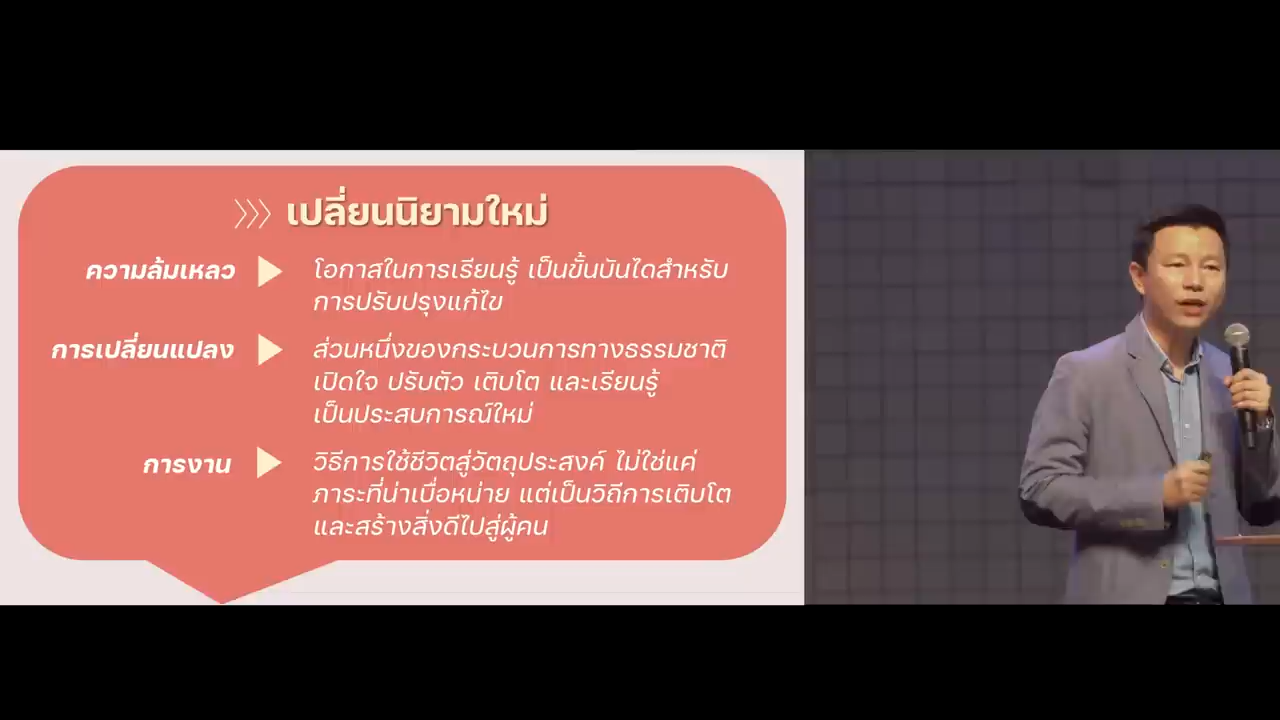 เปลี่ยนนิยามใหม่
ความล้มเหลว โอกาสในการเรียนรู้ เป็นขั้นบันไดสำหรับ
การปรับปรุงแก้ไข
การเปลี่ยนแปลง ส่วนหนึ่งของกระบวนการทางธรรมชาติ
เปิดใจ ปรับตัว เติบโต และเรียนรู้
เป็นประสบการณ์ใหม่
การงาน วิธีการใช้ชีวิตสู่วัตถุประสงค์ ไม่ใช่แค่
ภาระที่น่าเบื่อหน่าย แต่เป็นวิถีการเติบโต
และสร้างสิ่งดีไปสู่ผู้คน